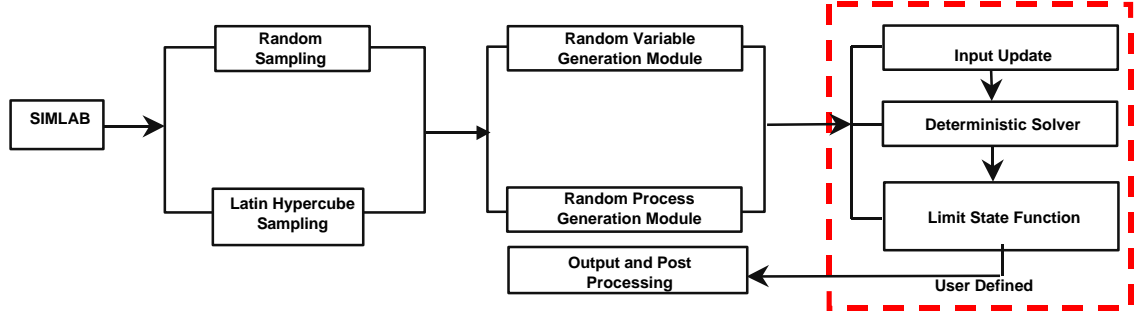 SIMLAB
Random
Sampling
Latin Hypercube
Sampling
Random Variable
Generation Module
Random Process
Generation Module
Input Update
Deterministic Solver
Limit State Function
User Defined
Output and Post
Processing